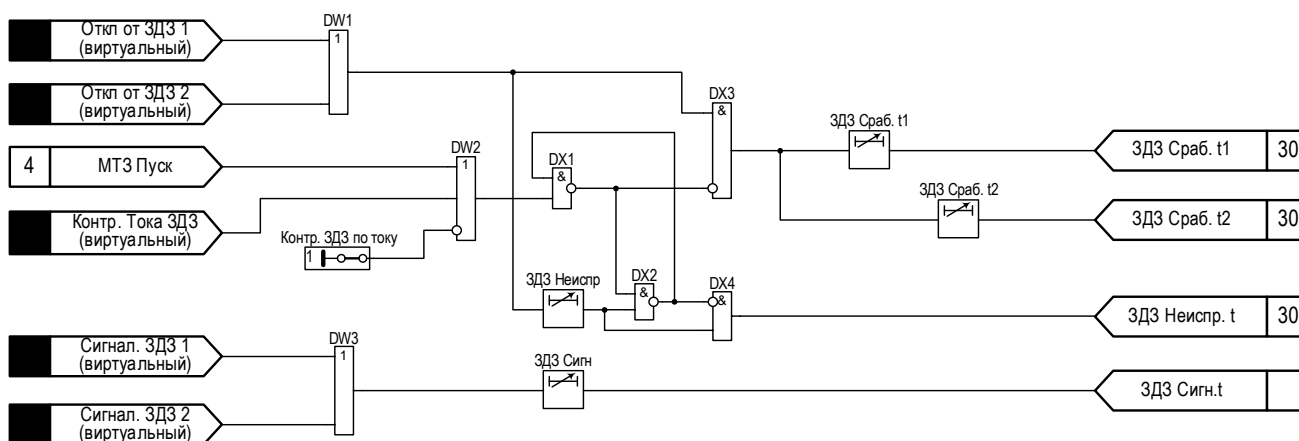 Откл от ЗДЗ 1
(виртуальный)
DW1
1
Откл от ЗДЗ 2
(виртуальный)
DX3
&
ЗДЗ Сраб. t1
ЗДЗ Сраб. t1
30
4
МТЗ Пуск
DW2
1
DX1
&
ЗДЗ Сраб. t2
ЗДЗ Сраб. t2
30
Контр. Тока ЗДЗ
(виртуальный)
Контр. ЗДЗ по току
1
ЗДЗ Неиспр
DX2
&
DX4
&
ЗДЗ Неиспр. t
30
Сигнал. ЗДЗ 1
(виртуальный)
DW3
1
ЗДЗ Сигн
ЗДЗ Сигн.t
Сигнал. ЗДЗ 2
(виртуальный)